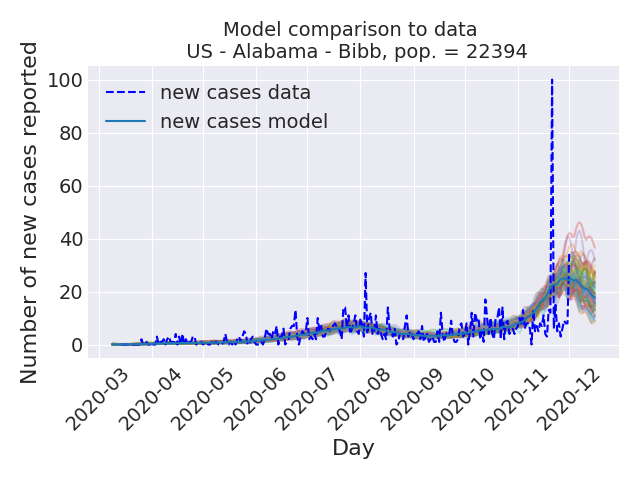 Model comparison to data
US - Alabama - Bibb, pop. = 22394
Number of new cases reported
100
80
60
40
20
0
new cases data
new cases model
2020-03
2020-04
2020-05
2020-06
2020-07
2020-08
2020-09
2020-10
2020-11
2020-12
Day